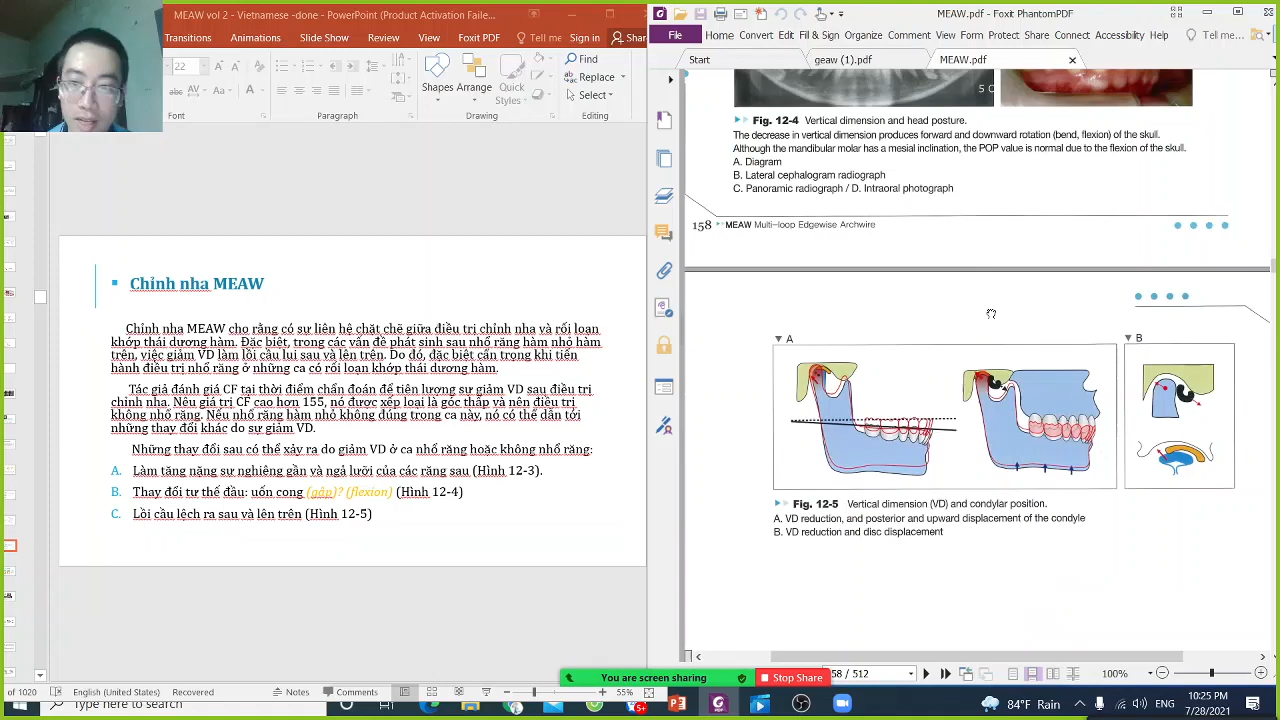 MEAW vol 2 - Vietnamese -done - PowerPoint (Product Activation Faile...
Transitions Animations Slide Show Review View Foxit PDF Tell me... Sign in Shar
22
Shapes Arrange Quick Styles
Find
Replace
Select
Font Paragraph Drawing Editing
Chỉnh nha MEAW
Chỉnh nha MEAW cho rằng có sự liên hệ chặt chẽ giữa điều trị chỉnh nha và rối loạn
khớp thái dương hàm. Đặc biệt, trong các vấn đề phát sinh sau nhổ răng hàm nhỏ hàm
trên, việc giảm VD làm lồi cầu lui sau và lên trên. Do đó, đặc biệt cẩn trọng khi tiến
hành điều trị nhổ răng ở những ca có rối loạn khớp thái dương hàm.
Tác giả đánh giá CF tại thời điểm chẩn đoán để tiên lượng sự giảm VD sau điều trị
chỉnh nha. Nếu giá trị CF cao hơn 155, nó được xếp loại là góc thấp và nên điều trị
không nhổ răng. Nếu nhổ răng hàm nhỏ không đúng trong ca này, nó có thể dẫn tới
những thay đổi khác do sự giảm VD.
Những thay đổi sau có thể xảy ra do giảm VD ở ca nhổ răng hoặc không nhổ răng:
A. Làm tăng nặng sự nghiêng gần và ngả lưỡi của các răng sau (Hình 12-3).
B. Thay đổi tư thế đầu: uốn cong (gập)? (flexion) (Hình 12-4)
C. Lồi cầu lệch ra sau và lên trên (Hình 12-5)
of 1020 English (United States) Recovered Notes Comments 55%
Type here to search
MEAW.pdf - Foxit PhantomPDF
File Home Convert Edit Fill & Sign Organize Comment View Form Protect Share Connect Accessibility Help Tell me...
Start geaw (1).pdf MEAW.pdf
5 C
Fig. 12-4 Vertical dimension and head posture.
The decrease in vertical dimension produces forward and downward rotation (bend, flexion) of the skull.
Although the mandibular molar has a mesial inclination, the POP value is normal due to the flexion of the skull.
A. Diagram
B. Lateral cephalogram radiograph
C. Panoramic radiograph / D. Intraoral photograph
158 MEAW Multi-loop Edgewise Archwire
A B
Fig. 12-5 Vertical dimension (VD) and condylar position.
A. VD reduction, and posterior and upward displacement of the condyle
B. VD reduction and disc displacement
58 / 512 100%
You are screen sharing Stop Share
5+
84°F Rain ENG 10:25 PM
7/28/2021